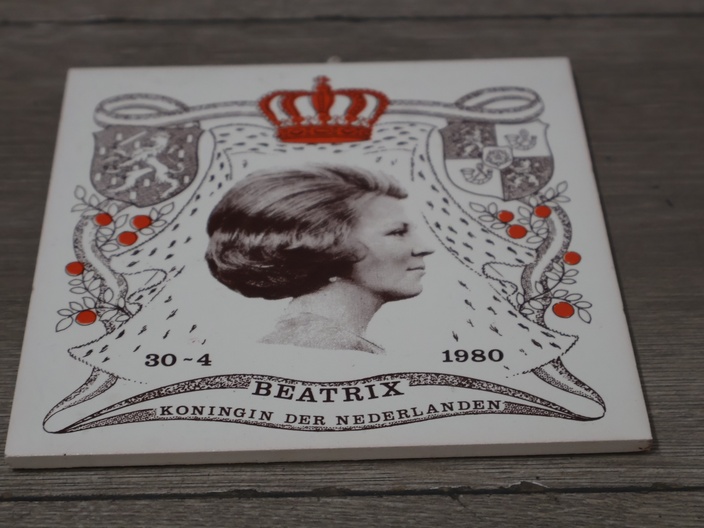 30-4 1980
BEATRIX
KONINGIN DER NEDERLANDEN